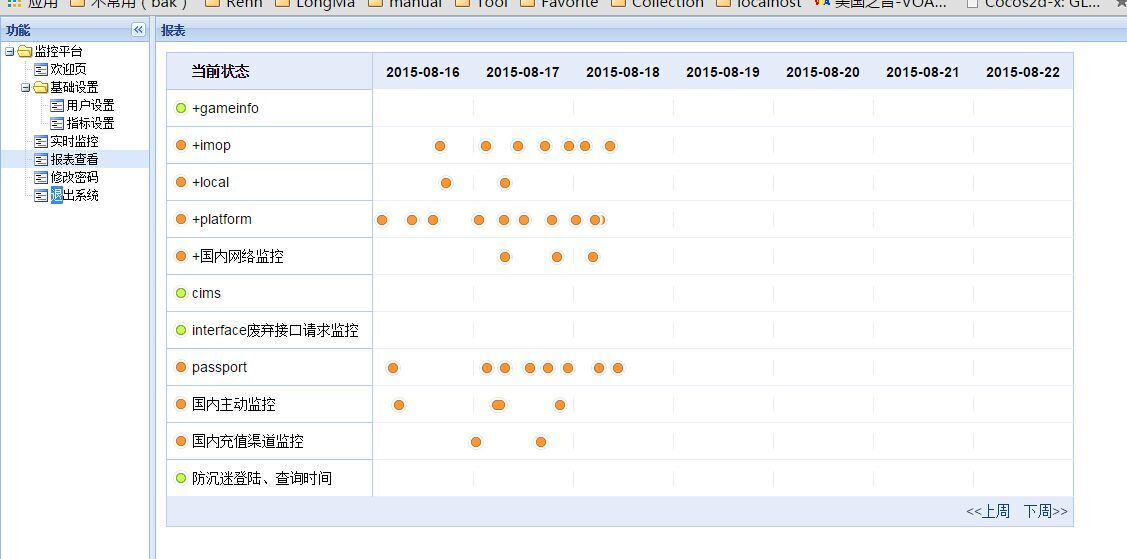 应用 不常用（bak） Renn LongMa manual Tool Favorite Collection localhost 美国之音-VOA... Cocos2d-x: GL...
功能
报表
监控平台
欢迎页
基础设置
用户设置
指标设置
实时监控
报表查看
修改密码
退出系统
当前状态 2015-08-16 2015-08-17 2015-08-18 2015-08-19 2015-08-20 2015-08-21 2015-08-22
+gameinfo
+imop
+local
+platform
+国内网络监控
cims
interface废弃接口请求监控
passport
国内主动监控
国内充值渠道监控
防沉迷登陆、查询时间
<<上周 下周>>